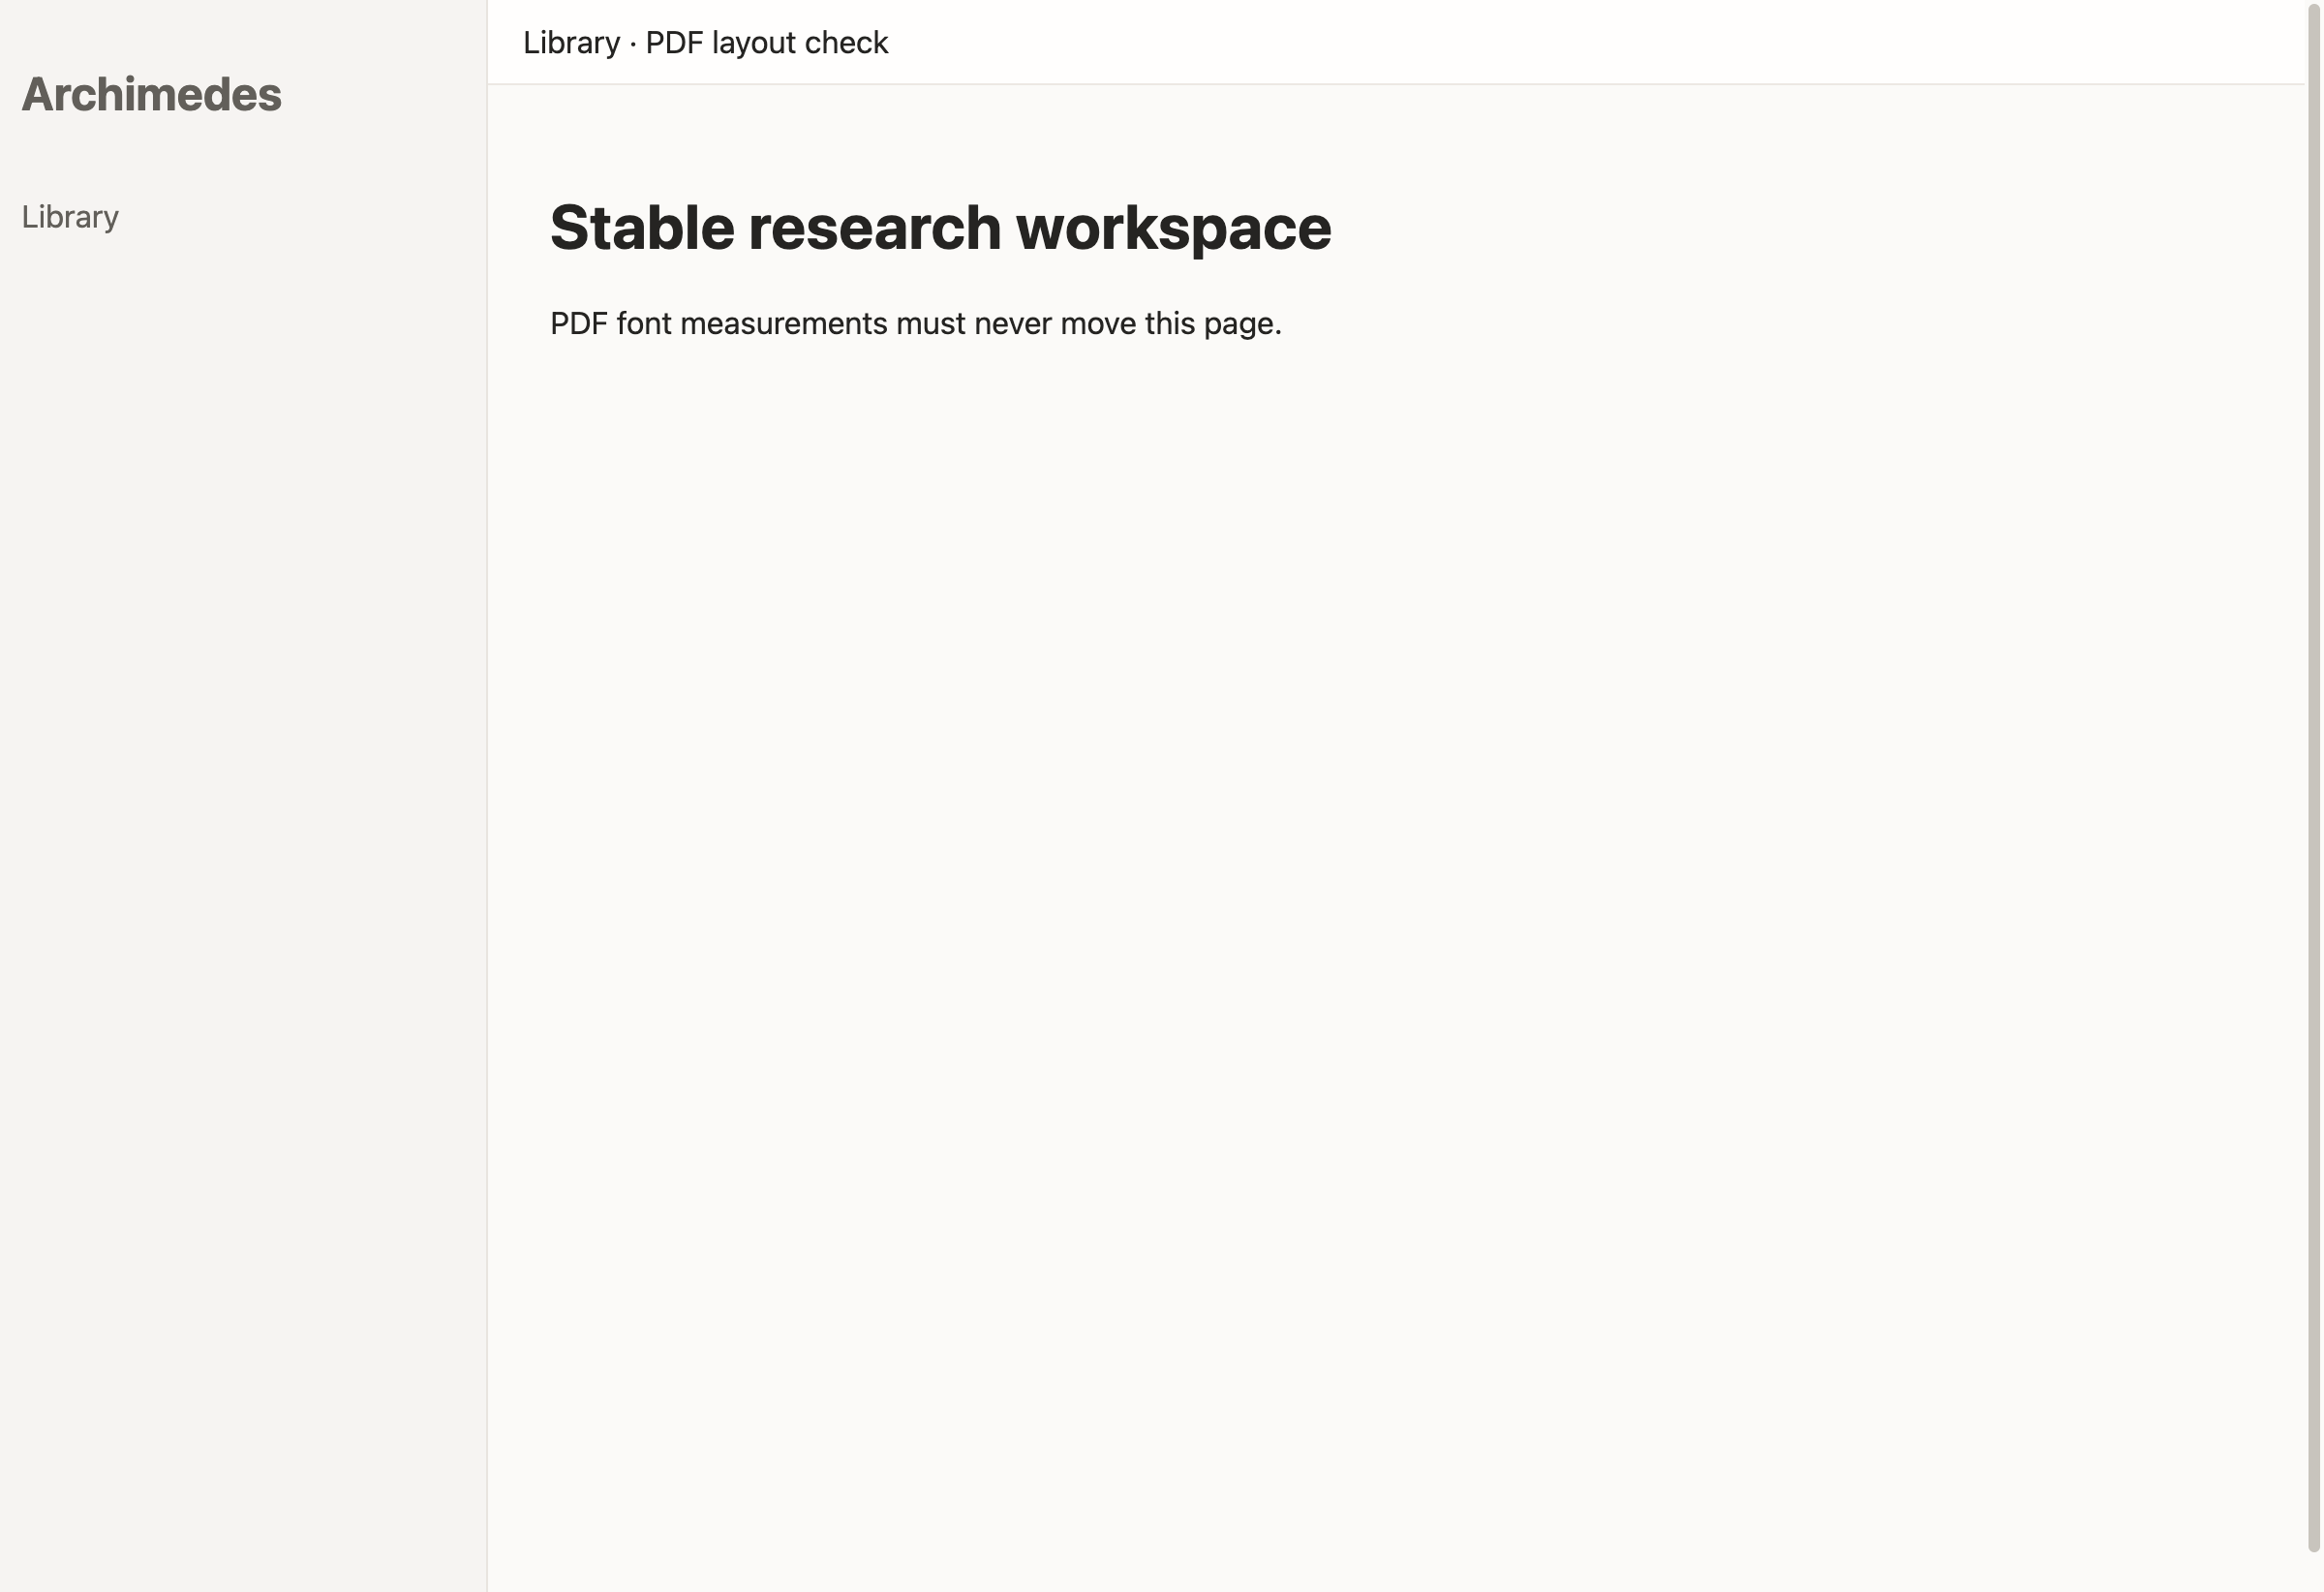 Archimedes
Library
Library · PDF layout check
Stable research workspace
PDF font measurements must never move this page.